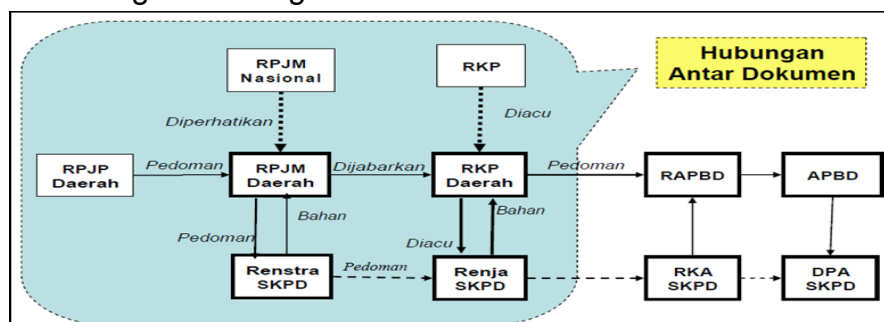 RPJM
Nasional
RKP
Hubungan
Antar Dokumen
Diperhatikan
Diacu
RPJP
Daerah
Pedoman
RPJM
Daerah
Dijabarkan
RKP
Daerah
Pedoman
RAPBD
APBD
Pedoman
Bahan
Diacu
Bahan
Renstra
SKPD
Pedoman
Renja
SKPD
RKA
SKPD
DPA
SKPD